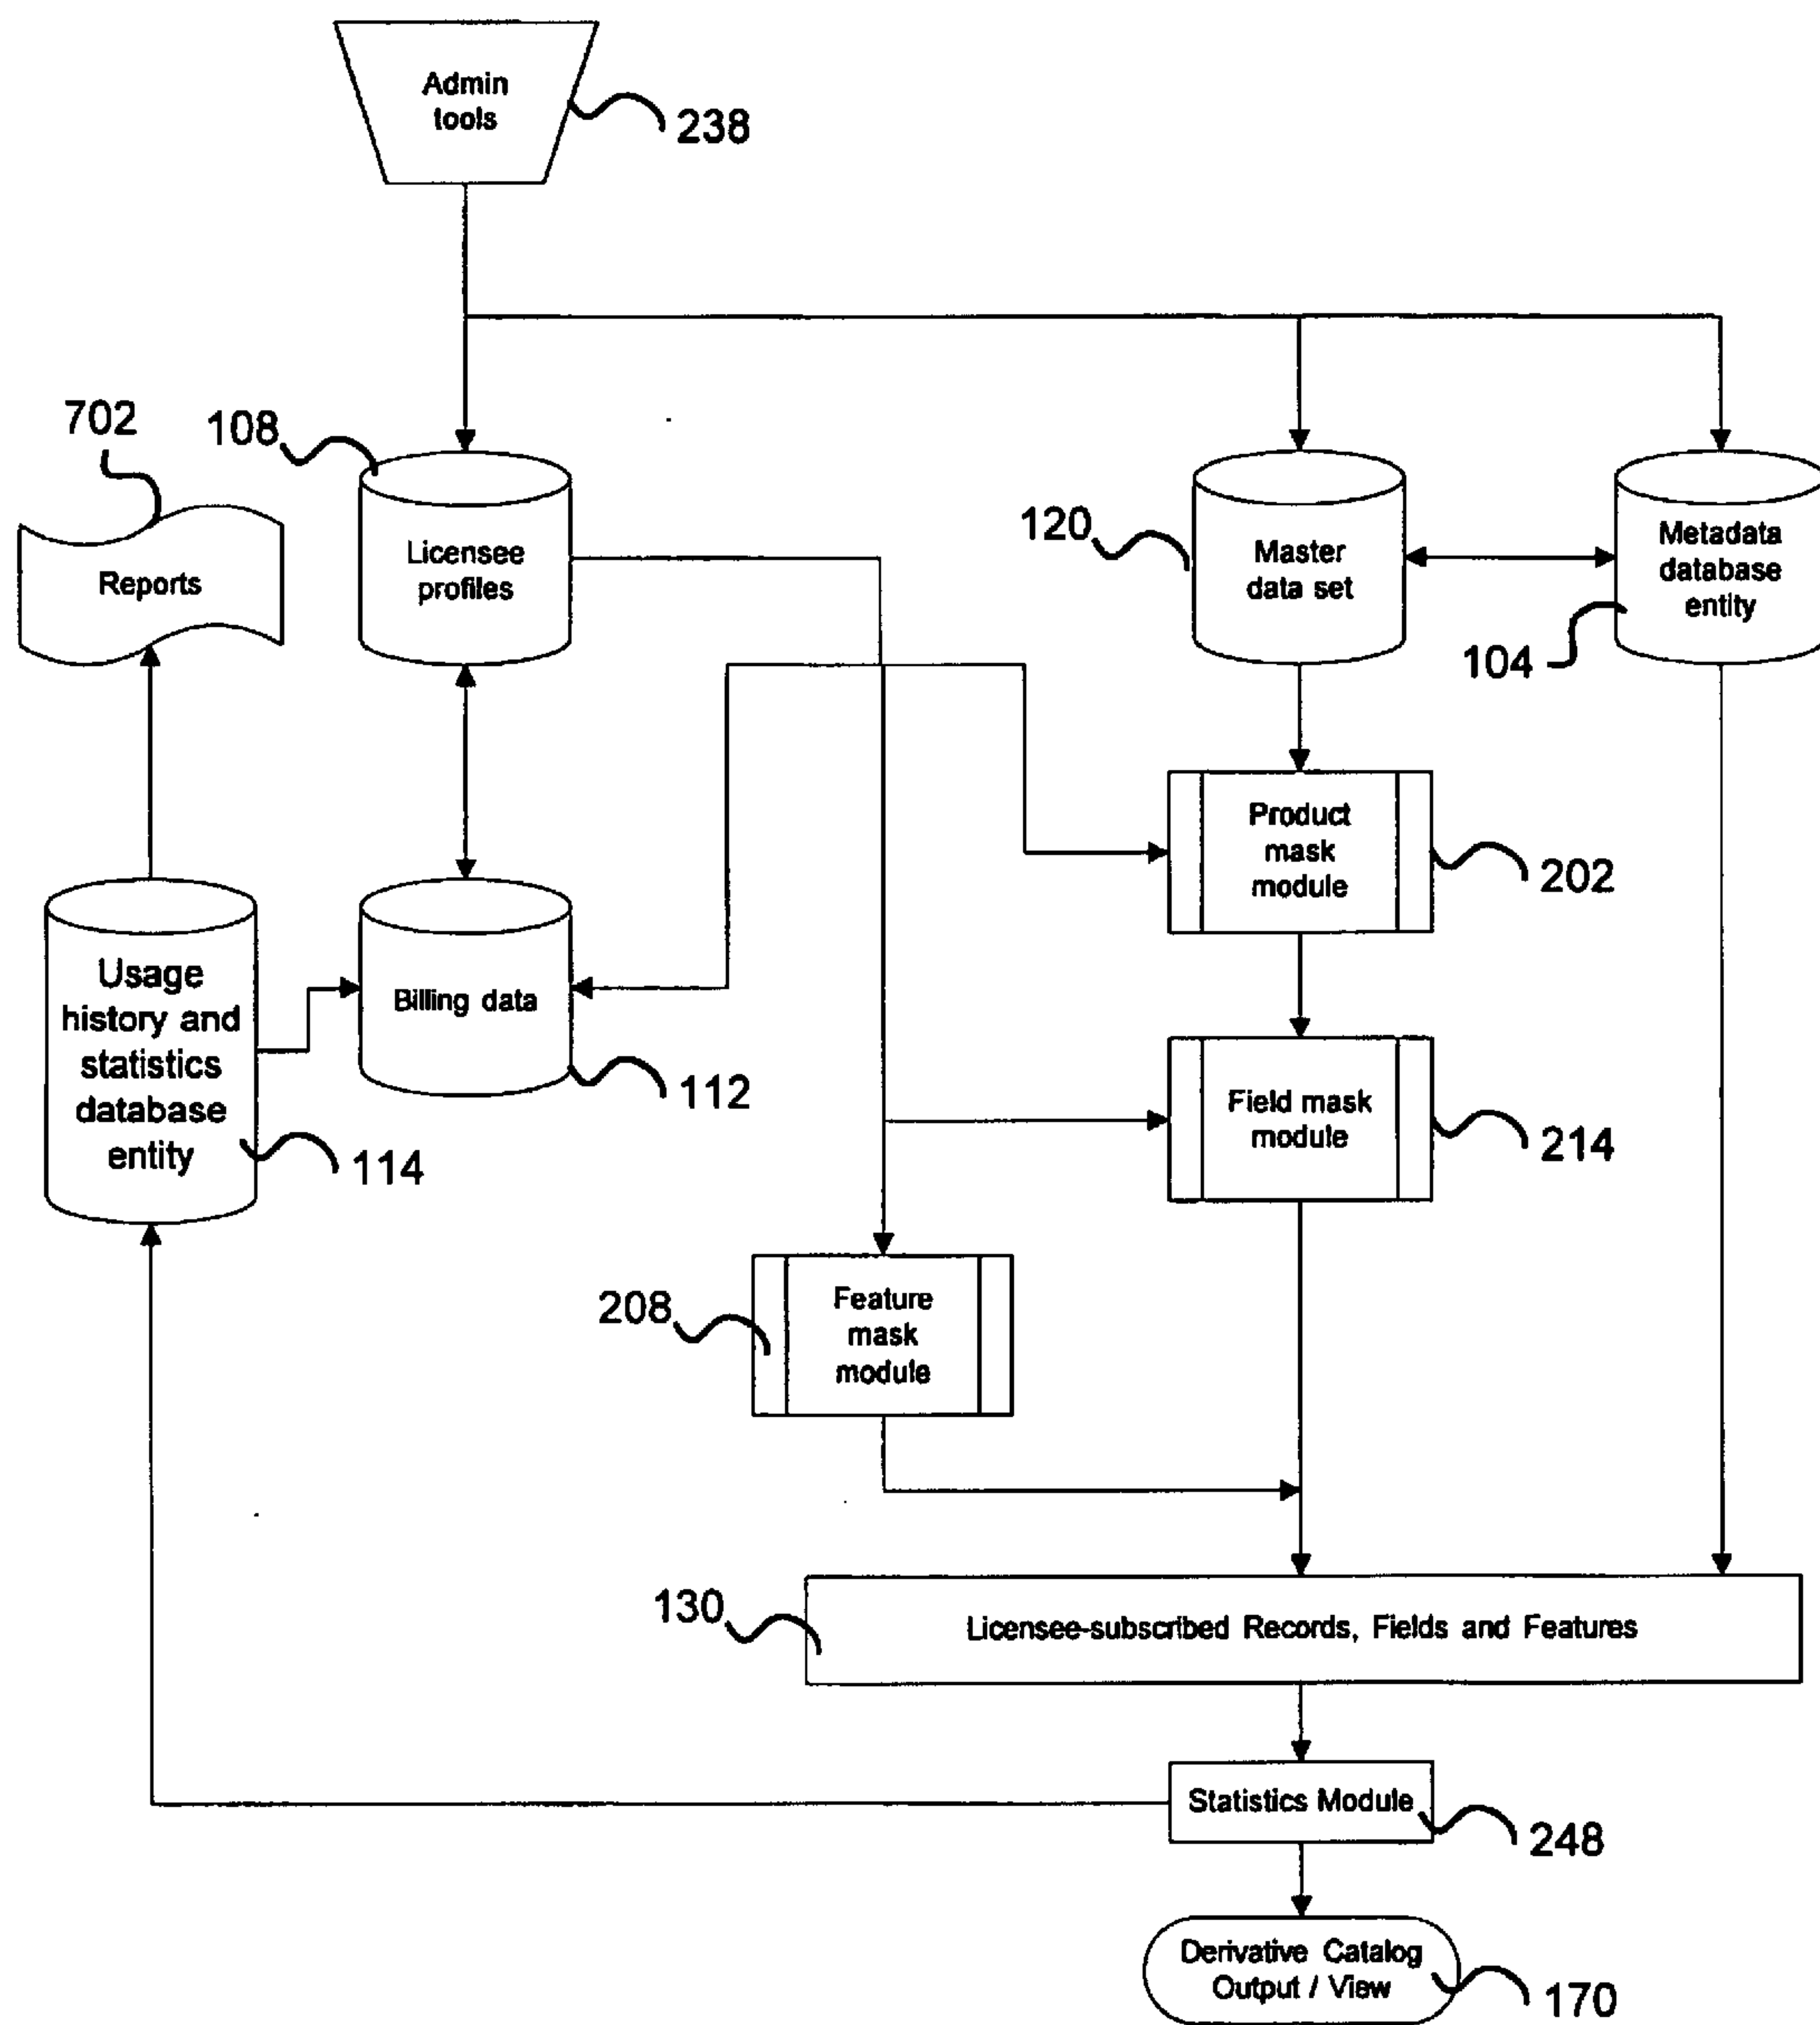 Admin
tools
238
702
108
120
Reports
Licensee
profiles
Master
data set
Metadata
database
entity
104
Product
mask
module
202
Usage
history and
statistics
database
entity
114
Billing data
112
Field mask
module
214
208
Feature
mask
module
130
Licensee-subscribed Records, Fields and Features
Statistics Module
248
Derivative Catalog
Output / View
170